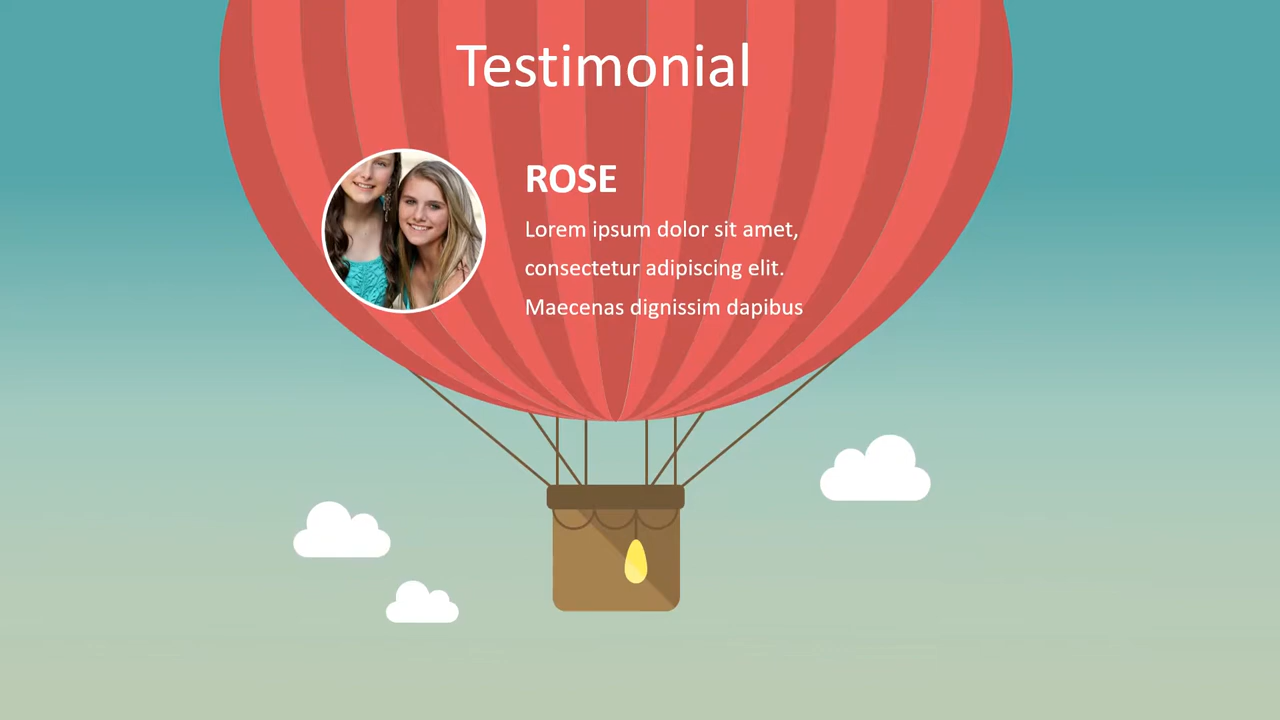 Testimonial
ROSE
Lorem ipsum dolor sit amet,
consectetur adipiscing elit.
Maecenas dignissim dapibus